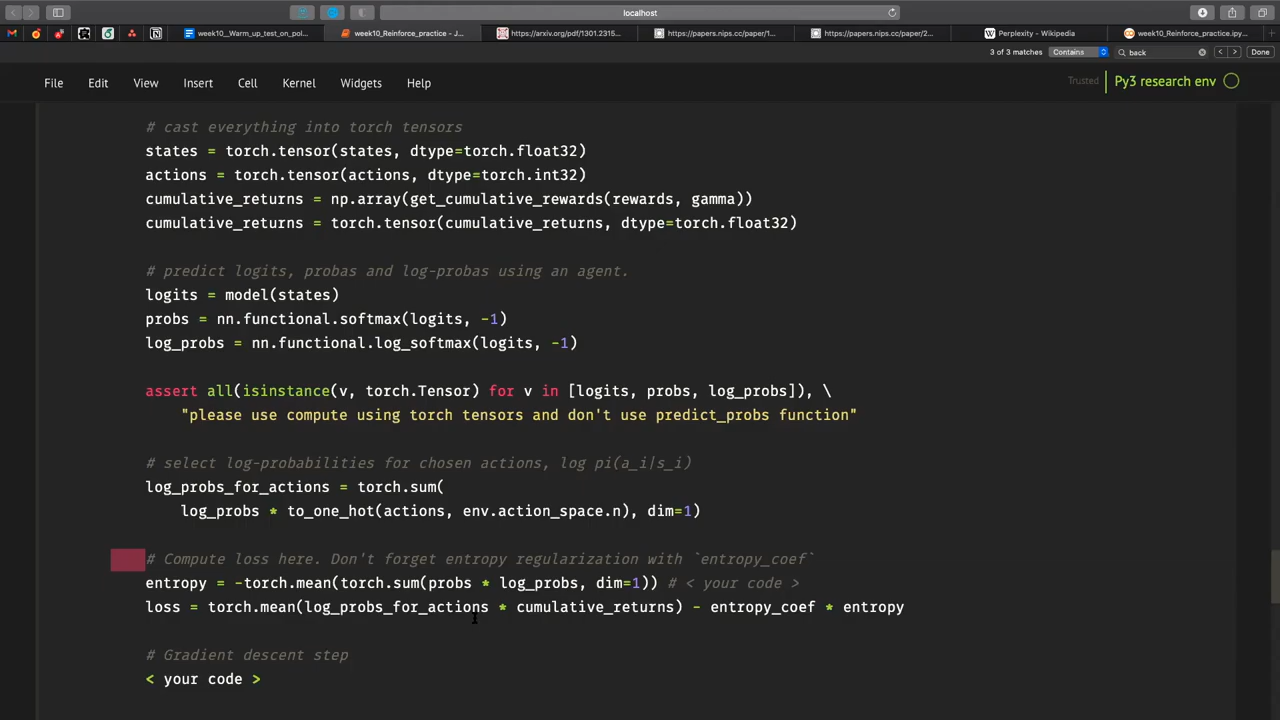 localhost
week10__Warm_up_test_on_pol...
week10_Reinforce_practice - J...
https://arxiv.org/pdf/1301.2315...
https://papers.nips.cc/paper/1...
https://papers.nips.cc/paper/2...
Perplexity - Wikipedia
week10_Reinforce_practice.ipy...
3 of 3 matches
Contains
back
Done
File Edit View Insert Cell Kernel Widgets Help
Trusted
Py3 research env
# cast everything into torch tensors
states = torch.tensor(states, dtype=torch.float32)
actions = torch.tensor(actions, dtype=torch.int32)
cumulative_returns = np.array(get_cumulative_rewards(rewards, gamma))
cumulative_returns = torch.tensor(cumulative_returns, dtype=torch.float32)
# predict logits, probas and log-probas using an agent.
logits = model(states)
probs = nn.functional.softmax(logits, -1)
log_probs = nn.functional.log_softmax(logits, -1)
assert all(isinstance(v, torch.Tensor) for v in [logits, probs, log_probs]), \
"please use compute using torch tensors and don't use predict_probs function"
# select log-probabilities for chosen actions, log pi(a_i|s_i)
log_probs_for_actions = torch.sum(
log_probs * to_one_hot(actions, env.action_space.n), dim=1)
# Compute loss here. Don't forget entropy regularization with `entropy_coef`
entropy = -torch.mean(torch.sum(probs * log_probs, dim=1)) # < your code >
loss = torch.mean(log_probs_for_actions * cumulative_returns) - entropy_coef * entropy
# Gradient descent step
< your code >